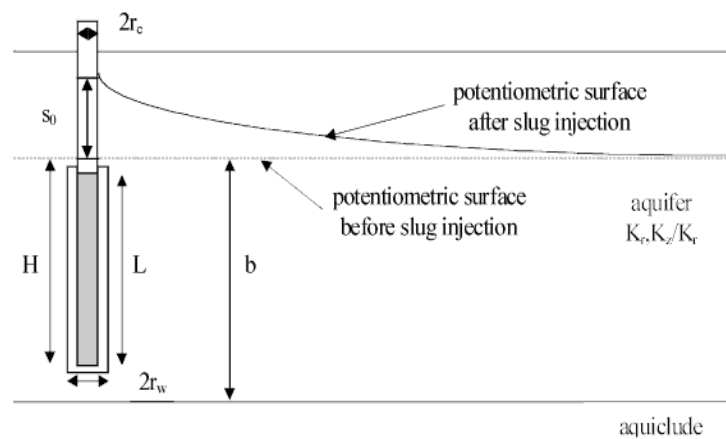 2r_c
s_0
potentiometric surface
after slug injection
potentiometric surface
before slug injection
aquifer
K_r,K_z/K_r
H
L
b
2r_w
aquiclude